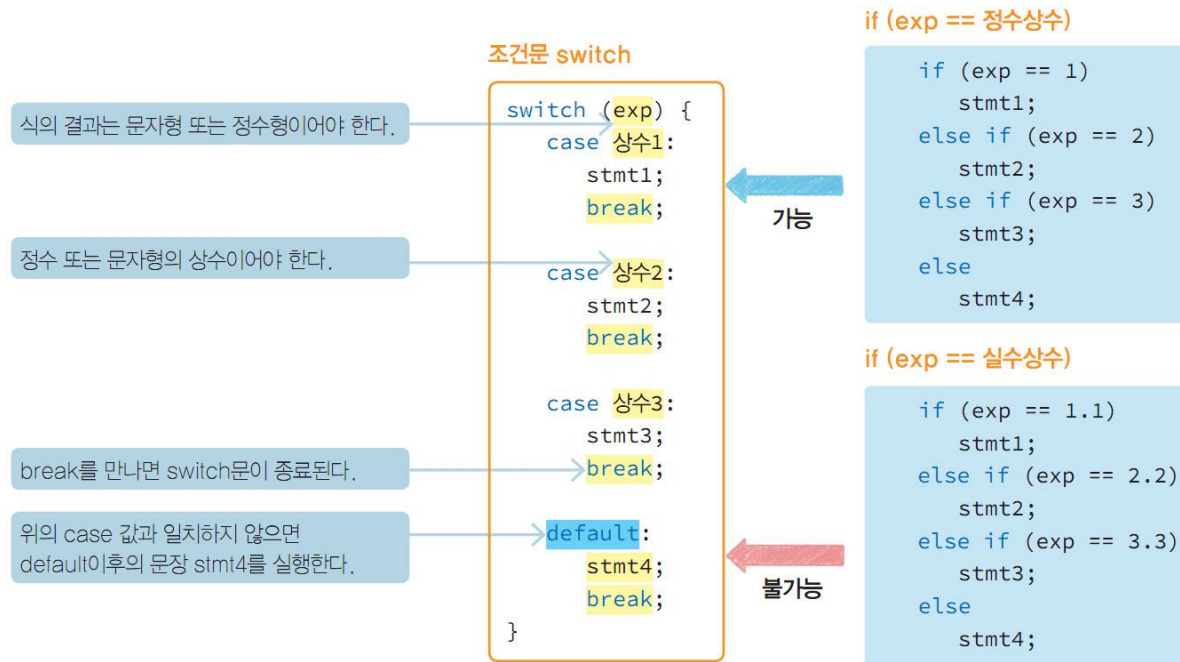 식의 결과는 문자형 또는 정수형이어야 한다.
정수 또는 문자형의 상수이어야 한다.
break를 만나면 switch문이 종료된다.
위의 case 값과 일치하지 않으면
default이후의 문장 stmt4를 실행한다.
조건문 switch
switch (exp) {
case 상수1:
stmt1;
break;
case 상수2:
stmt2;
break;
case 상수3:
stmt3;
break;
default:
stmt4;
break;
}
가능
불가능
if (exp == 정수상수)
if (exp == 1)
stmt1;
else if (exp == 2)
stmt2;
else if (exp == 3)
stmt3;
else
stmt4;
if (exp == 실수상수)
if (exp == 1.1)
stmt1;
else if (exp == 2.2)
stmt2;
else if (exp == 3.3)
stmt3;
else
stmt4;